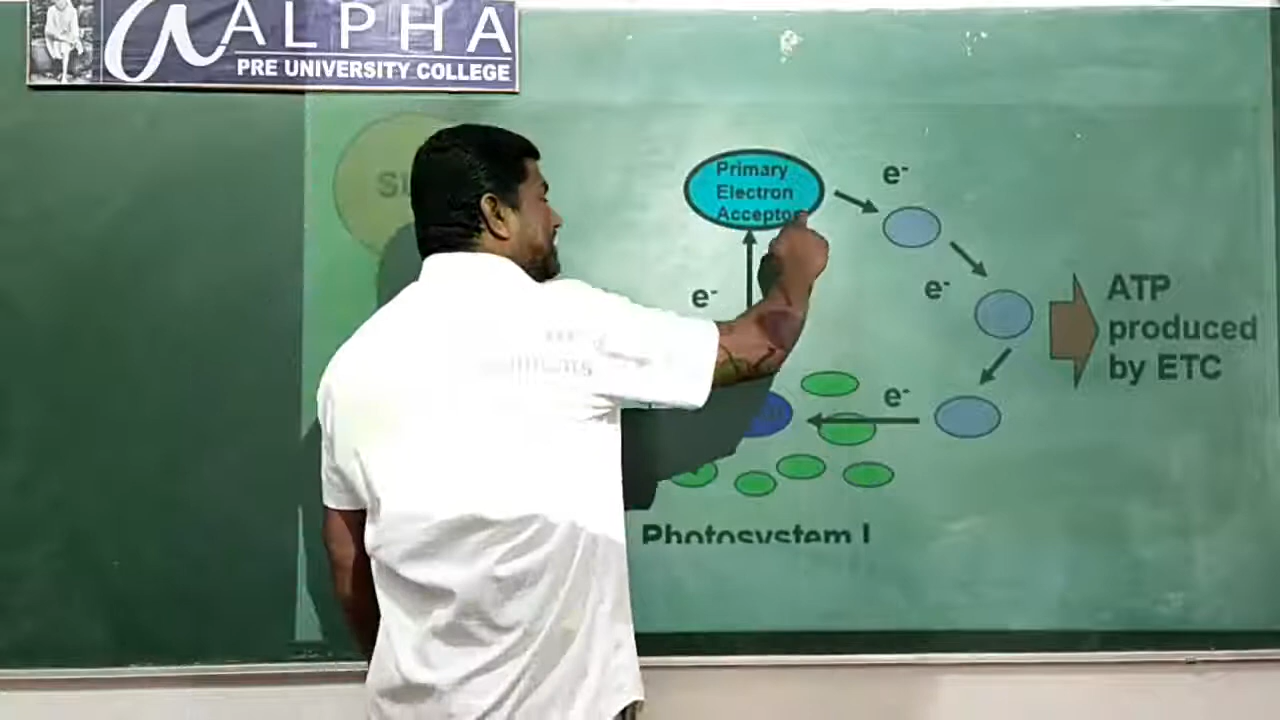 ALPHA
PRE UNIVERSITY COLLEGE
Primary
Electron
Acceptor
e-
e-
e-
ATP
produced
by ETC
e-
Photosystem I